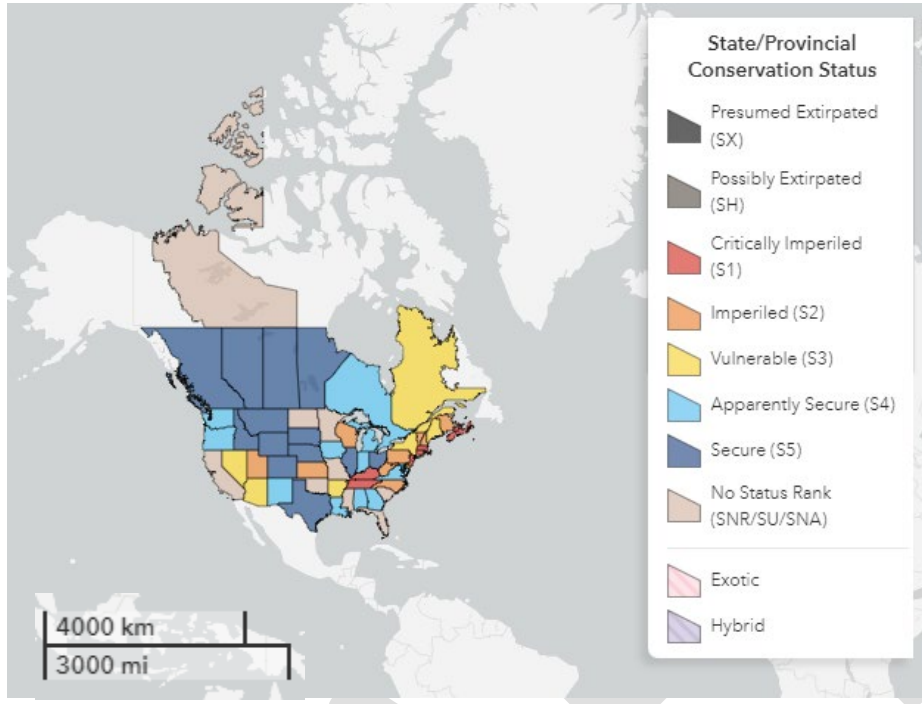 State/Provincial
Conservation Status
Presumed Extirpated
(SX)
Possibly Extirpated
(SH)
Critically Imperiled
(S1)
Imperiled (S2)
Vulnerable (S3)
Apparently Secure (S4)
Secure (S5)
No Status Rank
(SNR/SU/SNA)
Exotic
Hybrid
4000 km
3000 mi